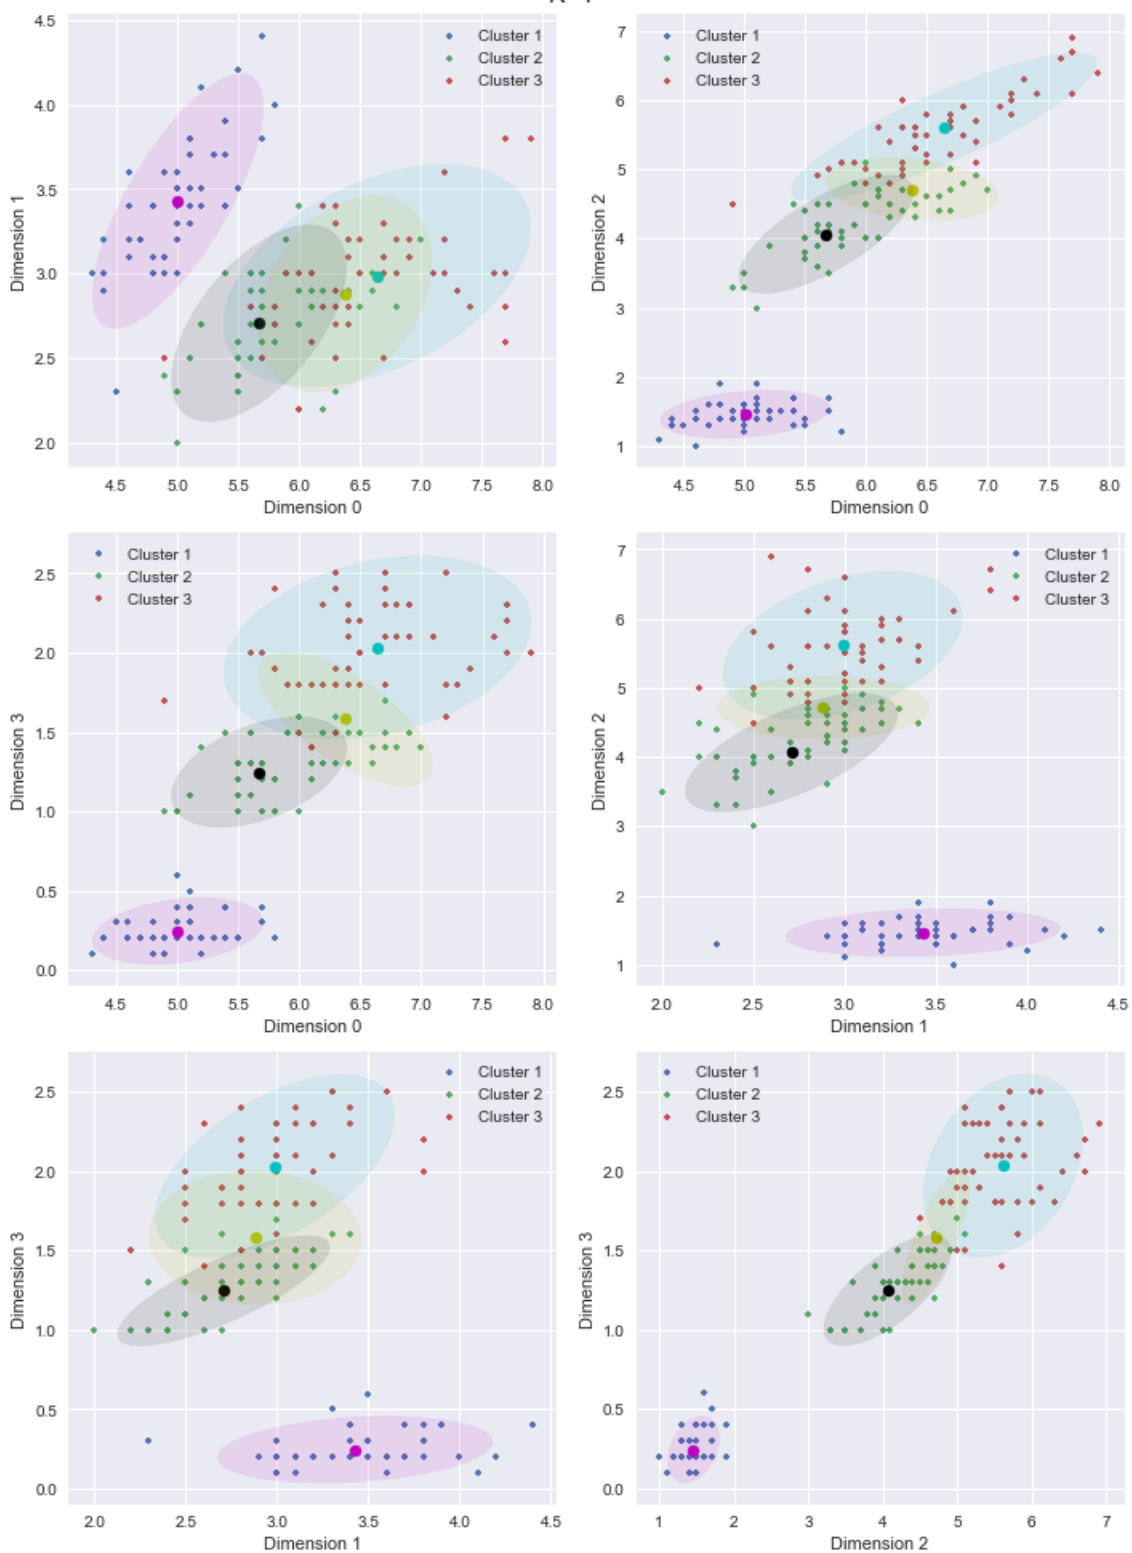 4.5
4.0
3.5
3.0
2.5
2.0
Dimension 1
4.5 5.0 5.5 6.0 6.5 7.0 7.5 8.0
Dimension 0
Cluster 1
Cluster 2
Cluster 3
7
6
5
4
3
2
1
Dimension 2
4.5 5.0 5.5 6.0 6.5 7.0 7.5 8.0
Dimension 0
Cluster 1
Cluster 2
Cluster 3
2.5
2.0
1.5
1.0
0.5
0.0
Dimension 3
4.5 5.0 5.5 6.0 6.5 7.0 7.5 8.0
Dimension 0
Cluster 1
Cluster 2
Cluster 3
7
6
5
4
3
2
1
Dimension 2
2.0 2.5 3.0 3.5 4.0 4.5
Dimension 1
Cluster 1
Cluster 2
Cluster 3
2.5
2.0
1.5
1.0
0.5
0.0
Dimension 3
2.0 2.5 3.0 3.5 4.0 4.5
Dimension 1
Cluster 1
Cluster 2
Cluster 3
2.5
2.0
1.5
1.0
0.5
0.0
Dimension 3
1 2 3 4 5 6 7
Dimension 2
Cluster 1
Cluster 2
Cluster 3